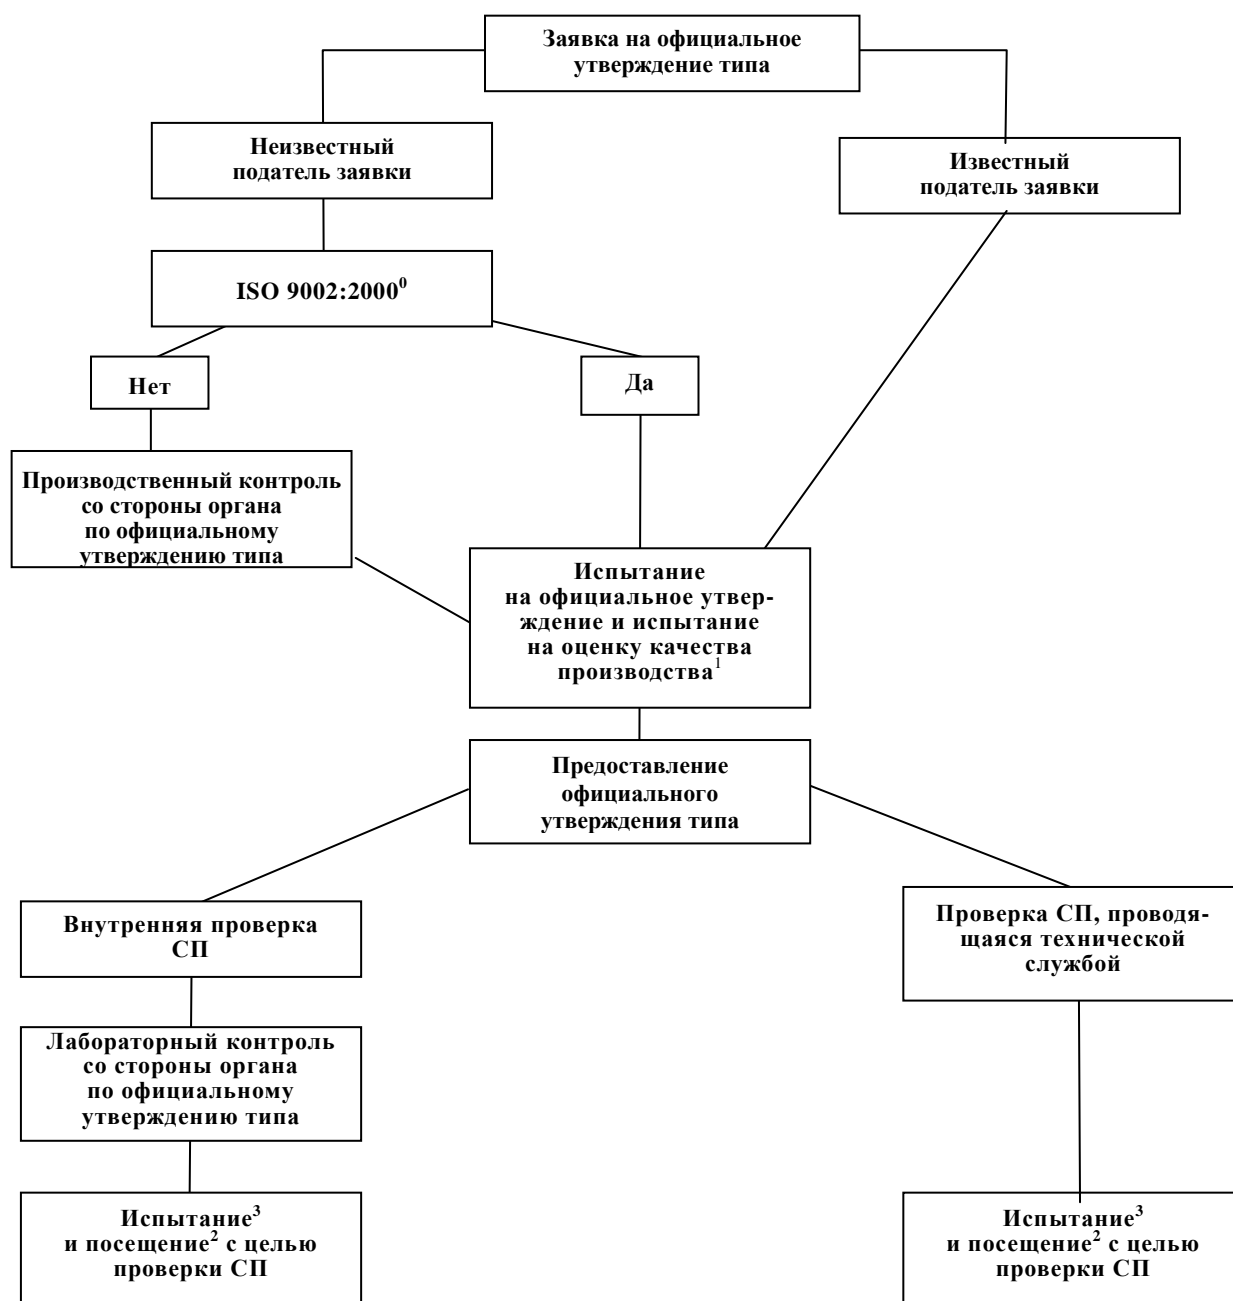 Заявка на официальное
утверждение типа
Неизвестный
податель заявки
Известный
податель заявки
ISO 9002:2000⁰
Нет
Да
Производственный контроль
со стороны органа
по официальному
утверждению типа
Испытание
на официальное утвер-
ждение и испытание
на оценку качества
производства¹
Предоставление
официального
утверждения типа
Внутренняя проверка
СП
Проверка СП, проводя-
щаяся технической
службой
Лабораторный контроль
со стороны органа
по официальному
утверждению типа
Испытание³
и посещение² с целью
проверки СП
Испытание³
и посещение² с целью
проверки СП